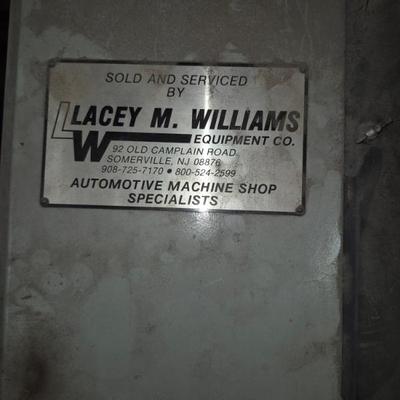 SOLD AND SERVICED
BY
LACEY M. WILLIAMS
LW
EQUIPMENT CO.
92 OLD CAMPLAIN ROAD
SOMERVILLE, NJ 08876
908-725-7170 • 800-524-2599
AUTOMOTIVE MACHINE SHOP
SPECIALISTS